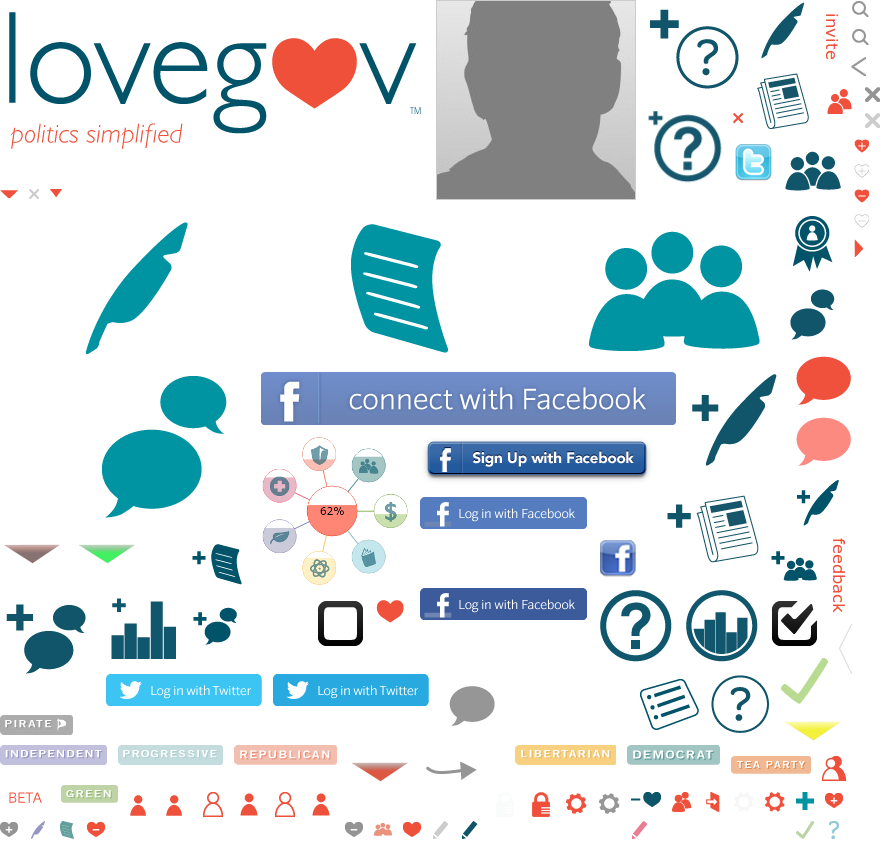 lovegov
TM
politics simplified
invite
connect with Facebook
Sign Up with Facebook
62%
$
Log in with Facebook
feedback
Log in with Facebook
Log in with Twitter
Log in with Twitter
PIRATE
INDEPENDENT
PROGRESSIVE
REPUBLICAN
LIBERTARIAN
DEMOCRAT
TEA PARTY
BETA
GREEN